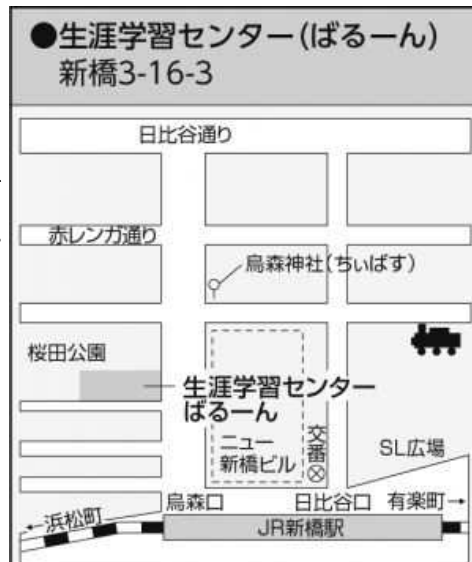 ●生涯学習センター(ばるーん)
新橋3-16-3
日比谷通り
赤レンガ通り
烏森神社(ちぃばす)
桜田公園
生涯学習センター
ばるーん
ニュー
新橋ビル
交番
SL広場
烏森口
日比谷口
有楽町→
←浜松町
JR新橋駅